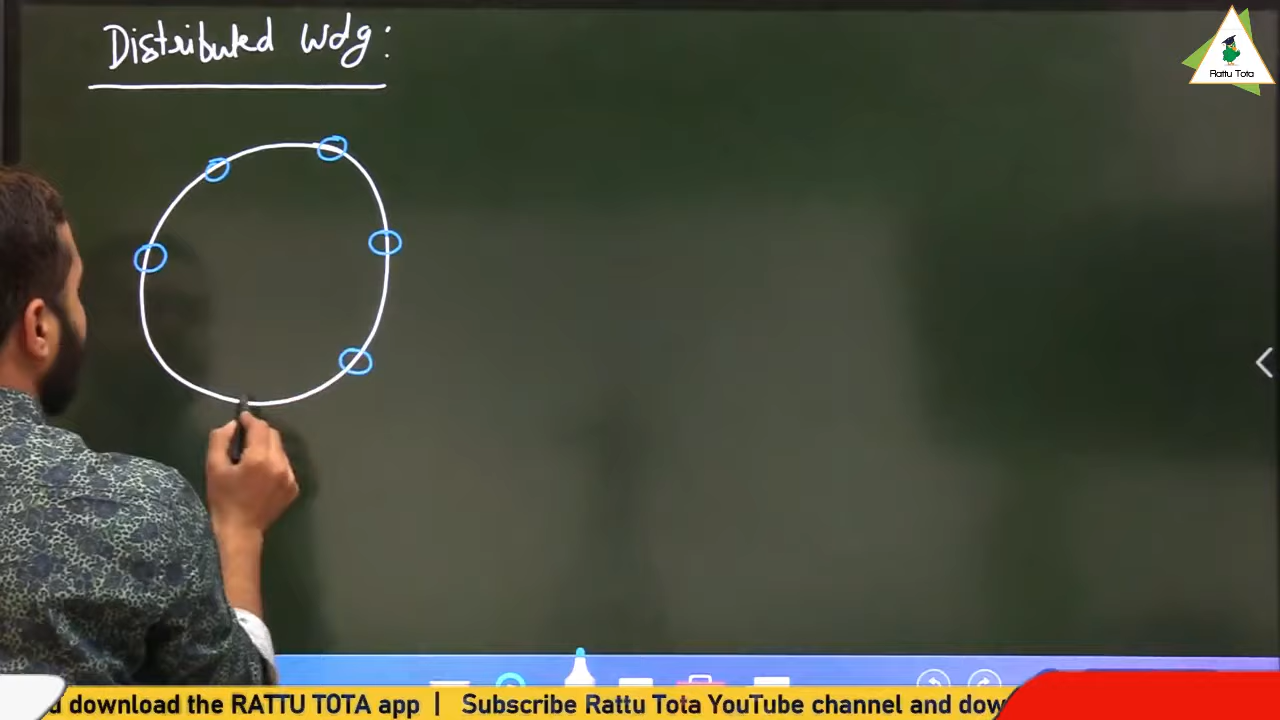 Distributed Wdg:
Rattu Tota
d download the RATTU TOTA app | Subscribe Rattu Tota YouTube channel and dow